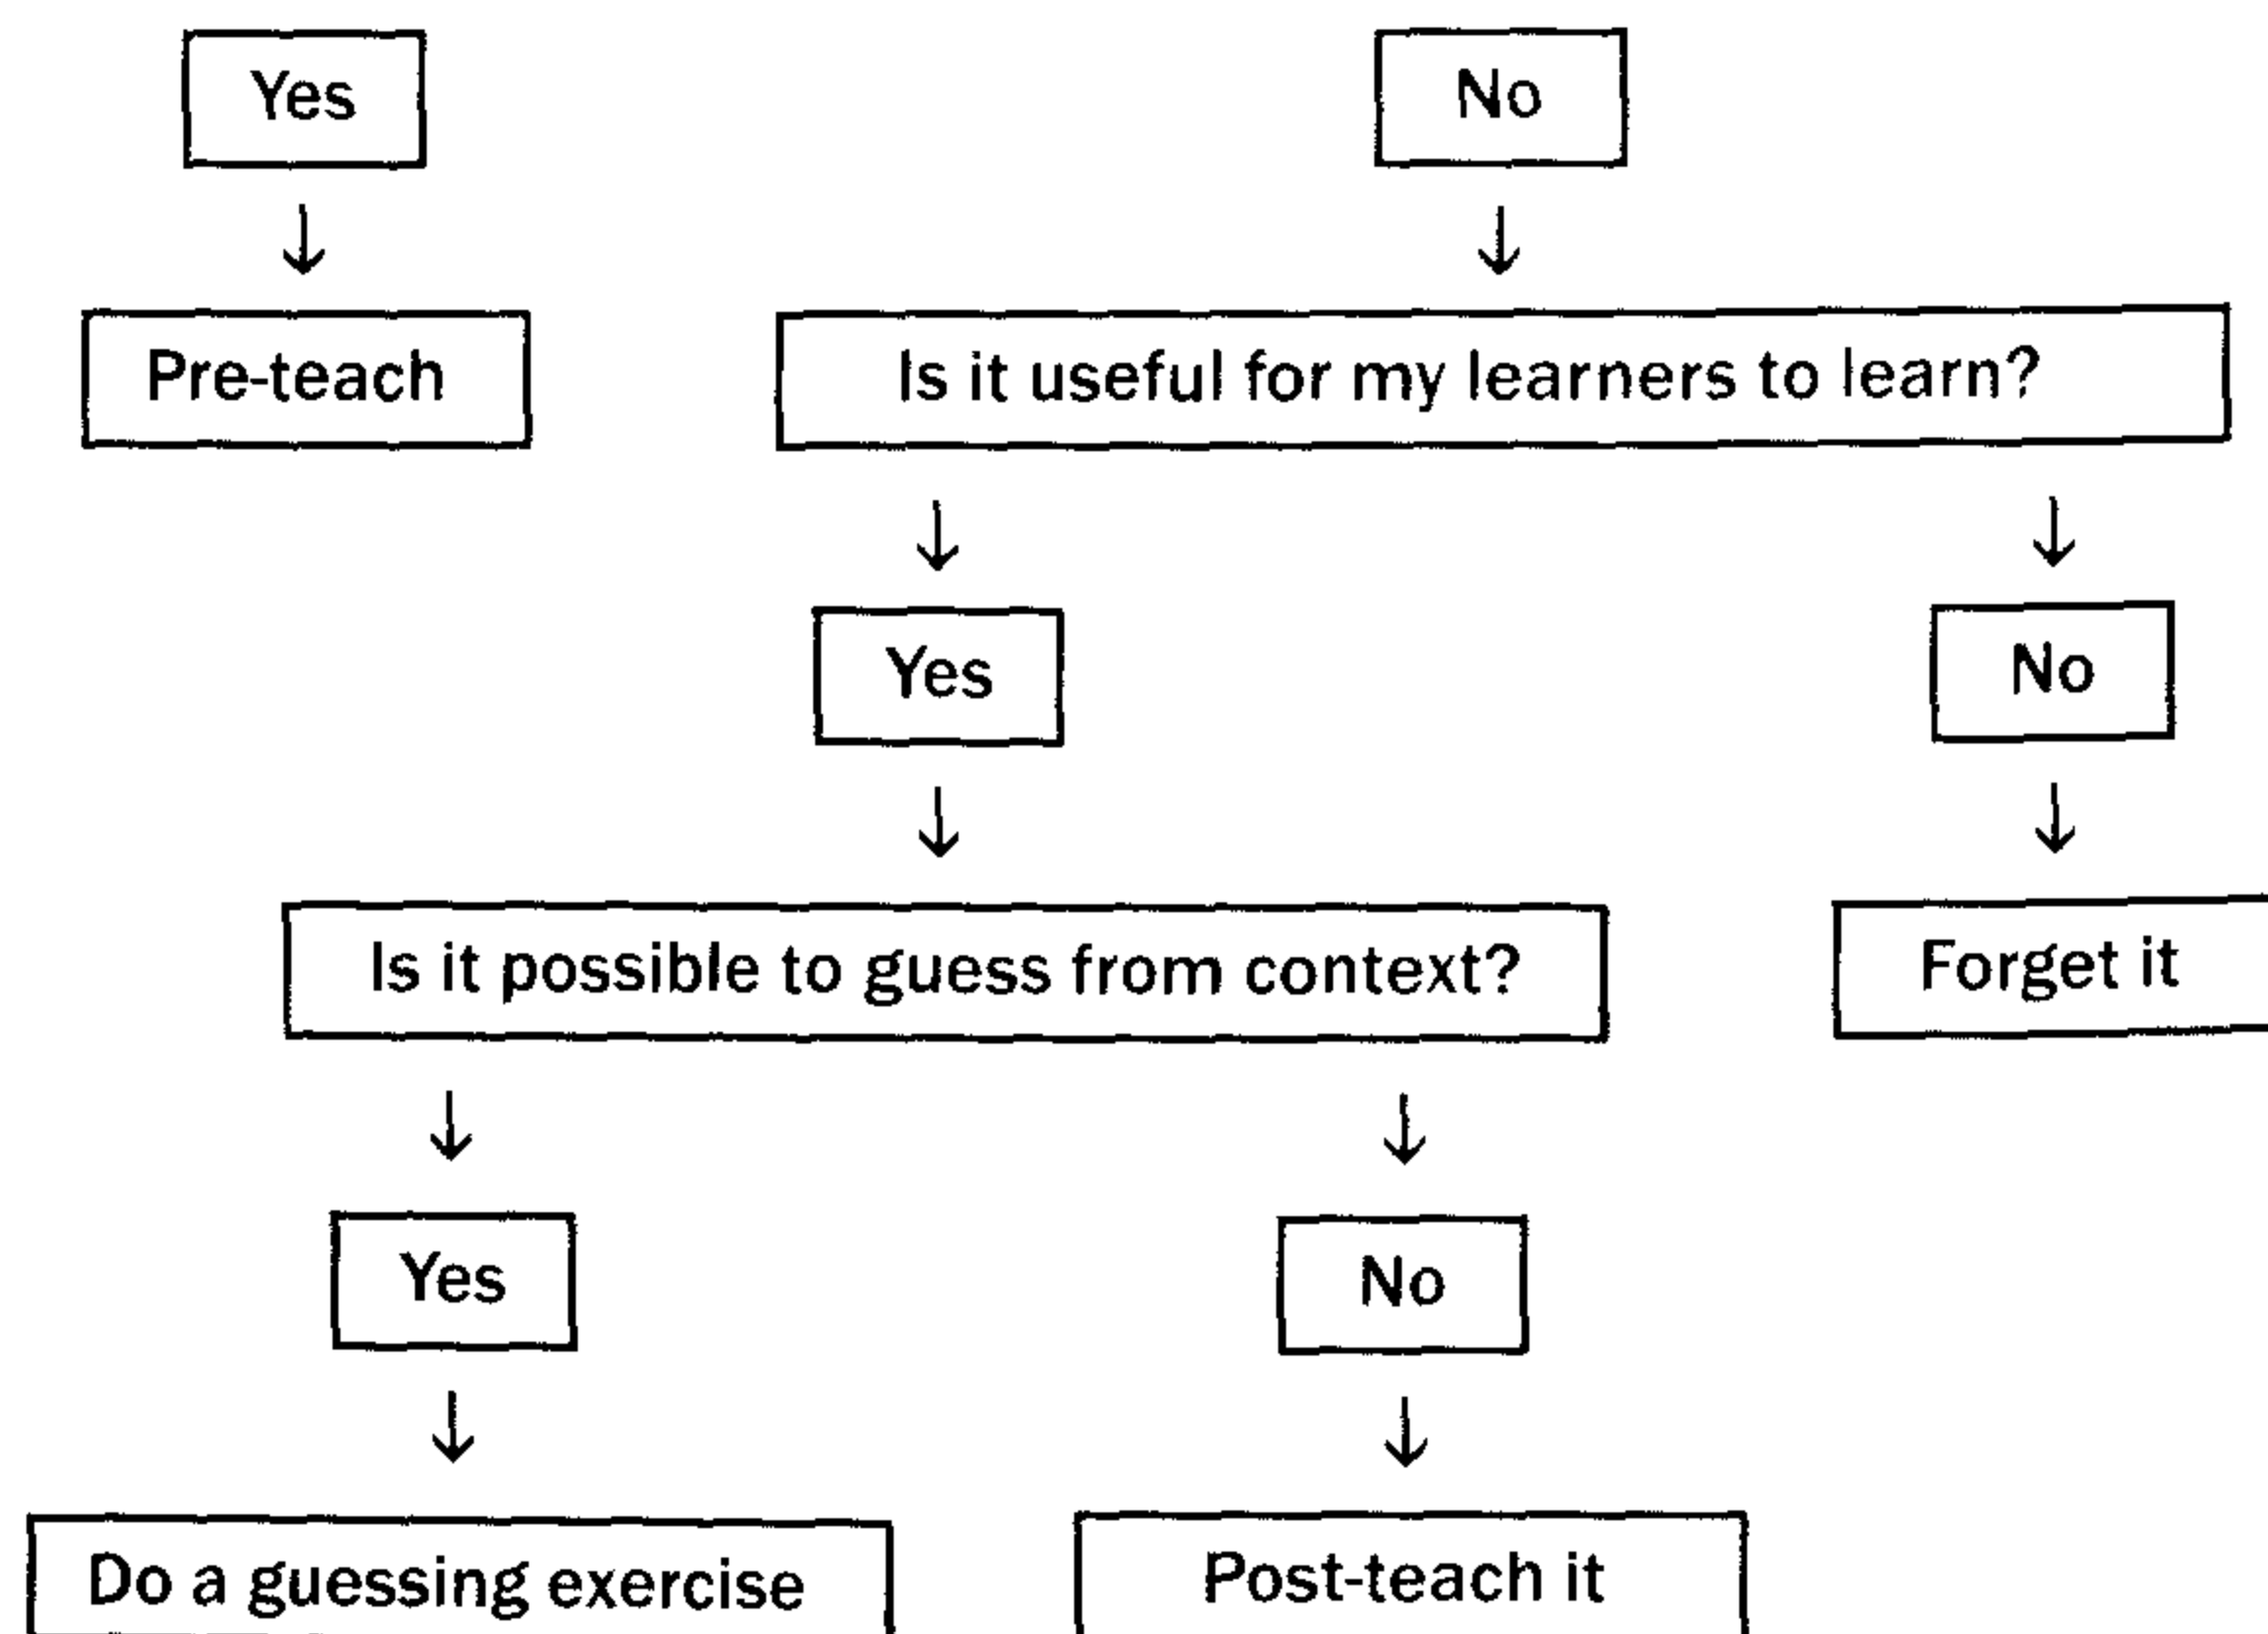 Yes
No
Pre-teach
Is it useful for my learners to learn?
Yes
No
Is it possible to guess from context?
Forget it
Yes
No
Do a guessing exercise
Post-teach it